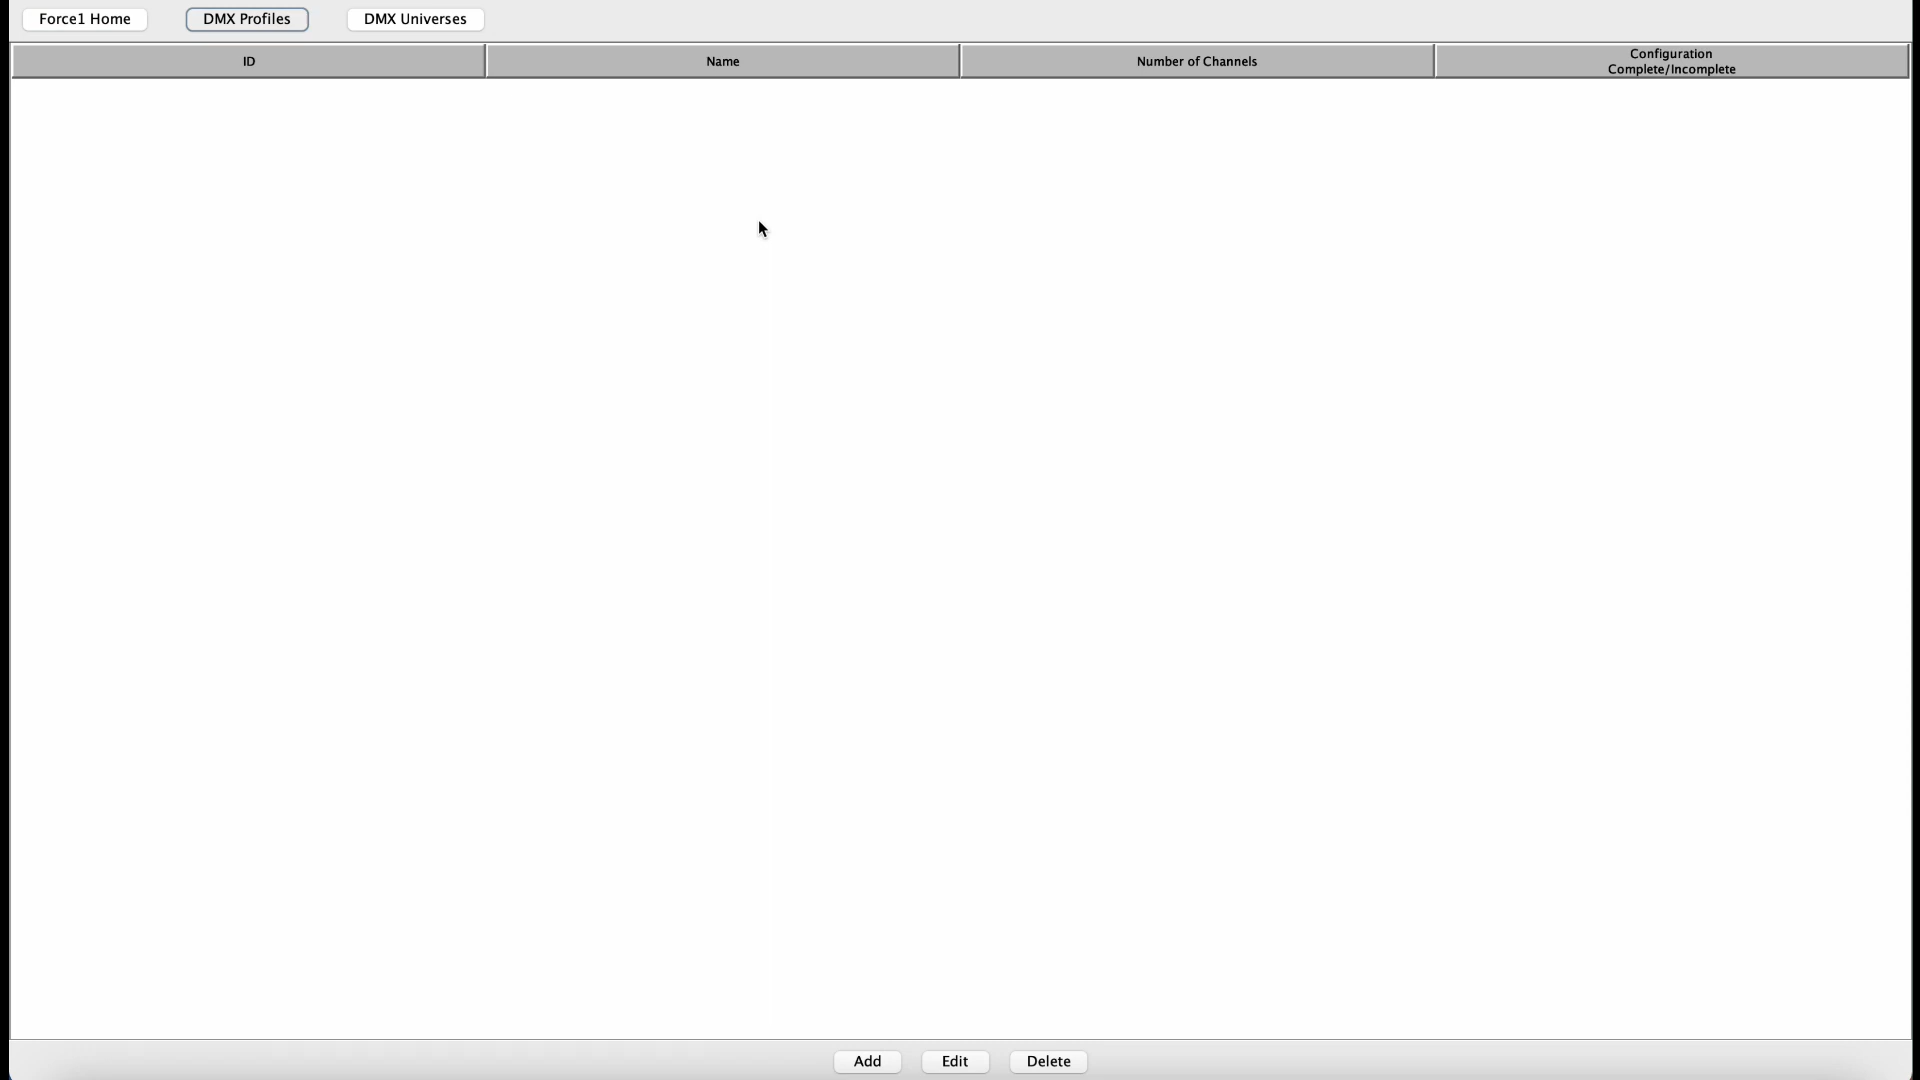 Force1 Home
DMX Profiles
DMX Universes
ID
Name
Number of Channels
Configuration
Complete/Incomplete
Add
Edit
Delete